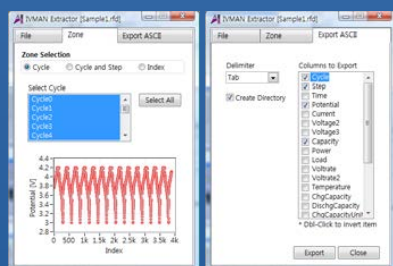 IVMAN Extractor [Sample1.rfd]
File Zone Export ASCII
Zone Selection
Cycle Cycle and Step Index
Select Cycle
Cycle0
Cycle1
Cycle2
Cycle3
Cycle4
Select All
Potential [V]
4.4
4.2
4
3.8
3.6
3.4
3.2
3
2.8
0 500 1k 1.5k 2k 2.5k 3k 3.5k 4k
Index
IVMAN Extractor [Sample1.rfd]
File Zone Export ASCII
Delimiter
Tab
Create Directory
Columns to Export
Cycle
Step
Time
Potential
Current
Voltage2
Voltage3
Capacity
Power
Load
Voltrate
Voltrate2
Temperature
ChgCapacity
DischgCapacity
ChgCapacityUnit
* Dbl-Click to invert item
Export Close